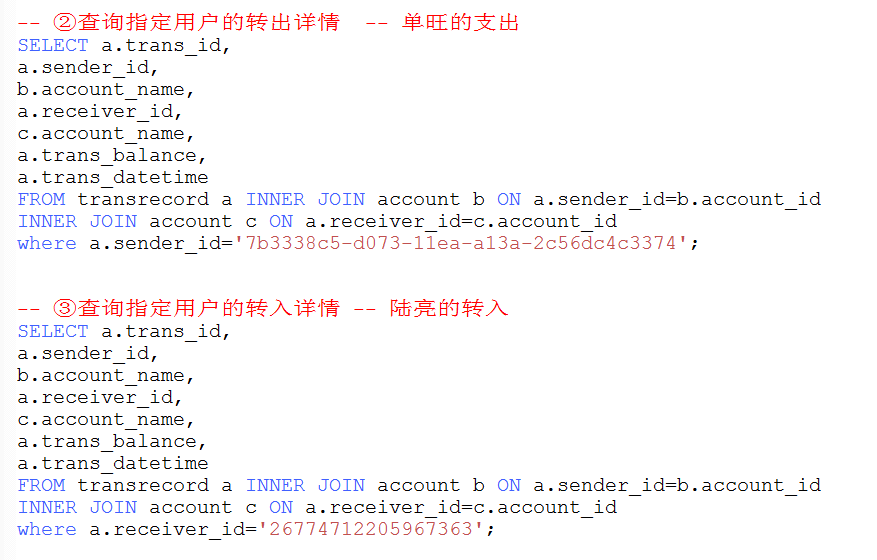 -- ②查询指定用户的转出详情  -- 单旺的支出
SELECT a.trans_id,
a.sender_id,
b.account_name,
a.receiver_id,
c.account_name,
a.trans_balance,
a.trans_datetime
FROM transrecord a INNER JOIN account b ON a.sender_id=b.account_id
INNER JOIN account c ON a.receiver_id=c.account_id
where a.sender_id='7b3338c5-d073-11ea-a13a-2c56dc4c3374';
-- ③查询指定用户的转入详情 -- 陆亮的转入
SELECT a.trans_id,
a.sender_id,
b.account_name,
a.receiver_id,
c.account_name,
a.trans_balance,
a.trans_datetime
FROM transrecord a INNER JOIN account b ON a.sender_id=b.account_id
INNER JOIN account c ON a.receiver_id=c.account_id
where a.receiver_id='26774712205967363';